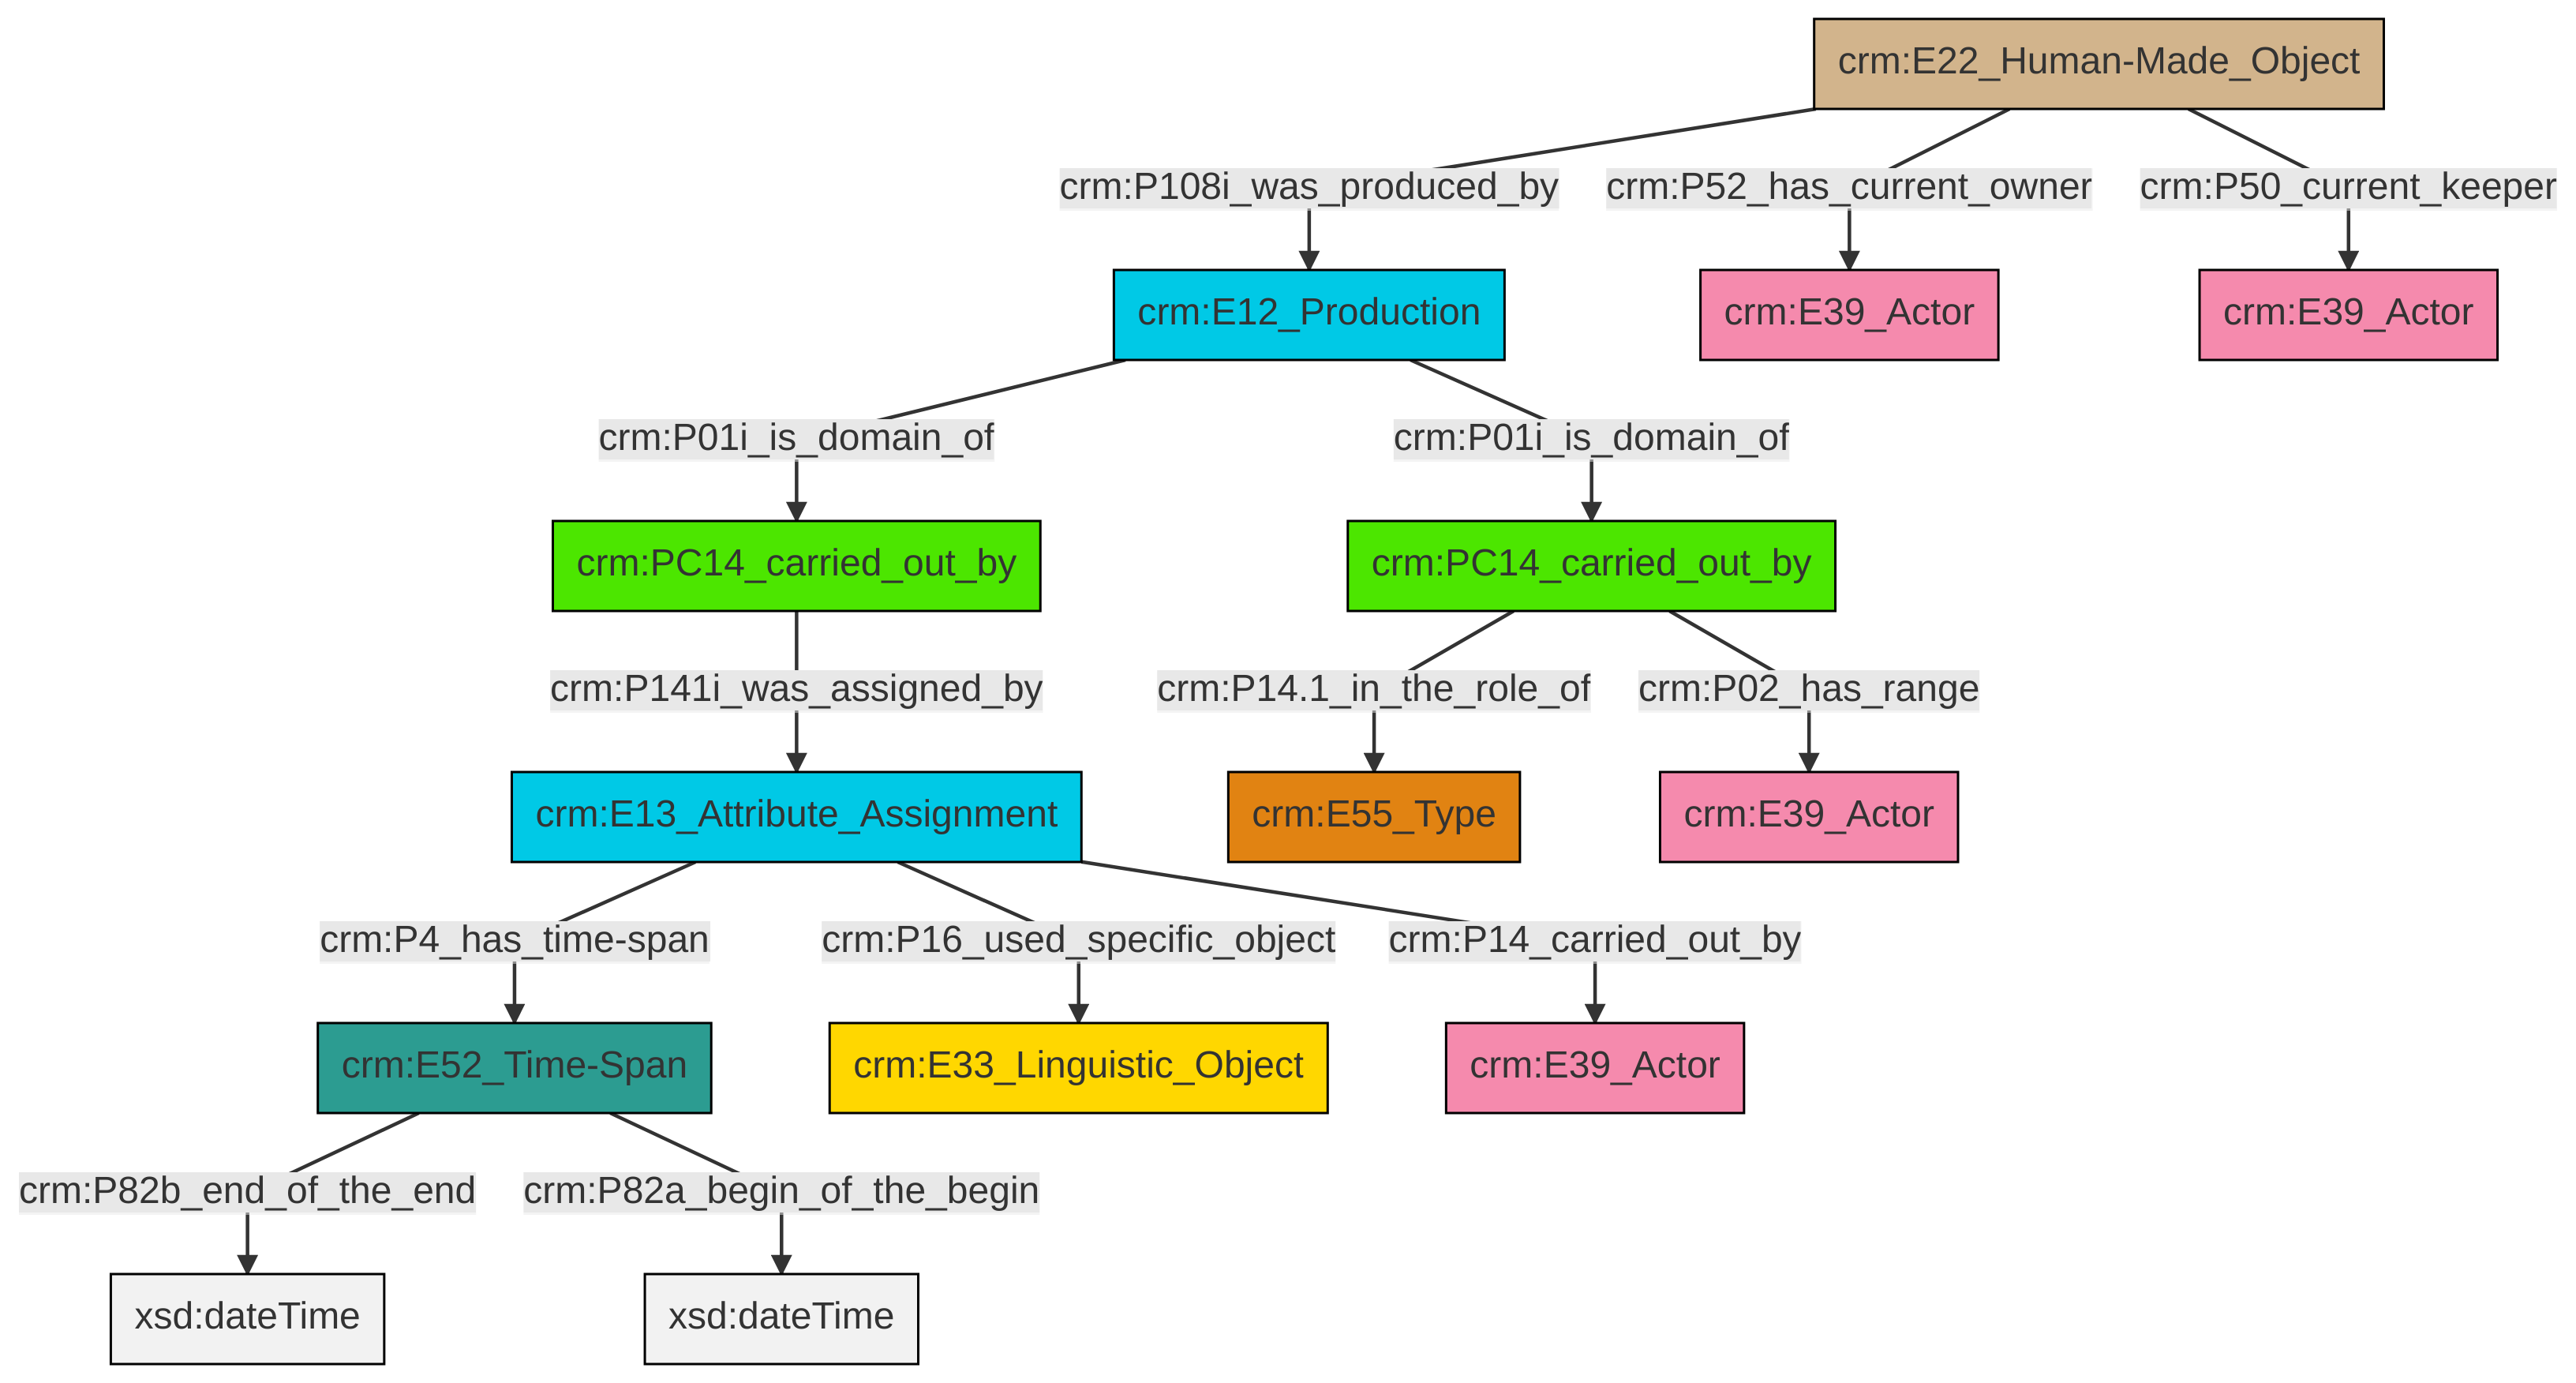 crm:E22_Human-Made_Object
crm:P108i_was_produced_by
crm:P52_has_current_owner
crm:P50_current_keeper
crm:E12_Production
crm:E39_Actor
crm:E39_Actor
crm:P01i_is_domain_of
crm:P01i_is_domain_of
crm:PC14_carried_out_by
crm:PC14_carried_out_by
crm:P141i_was_assigned_by
crm:P14.1_in_the_role_of
crm:P02_has_range
crm:E13_Attribute_Assignment
crm:E55_Type
crm:E39_Actor
crm:P4_has_time-span
crm:P16_used_specific_object
crm:P14_carried_out_by
crm:E52_Time-Span
crm:E33_Linguistic_Object
crm:E39_Actor
crm:P82b_end_of_the_end
crm:P82a_begin_of_the_begin
xsd:dateTime
xsd:dateTime